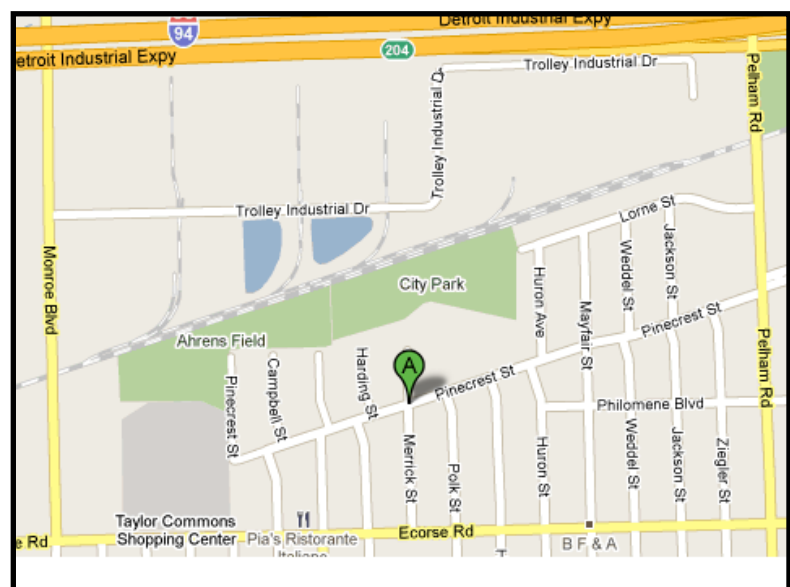 Detroit Industrial Expy
94
204
etroit Industrial Expy
Trolley Industrial Dr
Pelham Rd
Trolley Industrial D
Trolley Industrial Dr
Lorne St
Monroe Blvd
City Park
Huron Ave
Mayfair St
Weddel St
Jackson St
Pinecrest St
Ahrens Field
Pinecrest St
Campbell St
Harding St
A
Pinecrest St
Pelham Rd
Philomene Blvd
Merrick St
Polk St
Huron St
Weddel St
Jackson St
Ziegler St
Taylor Commons
Shopping Center
Pia's Ristorante
Italiano
e Rd
Ecorse Rd
B F & A